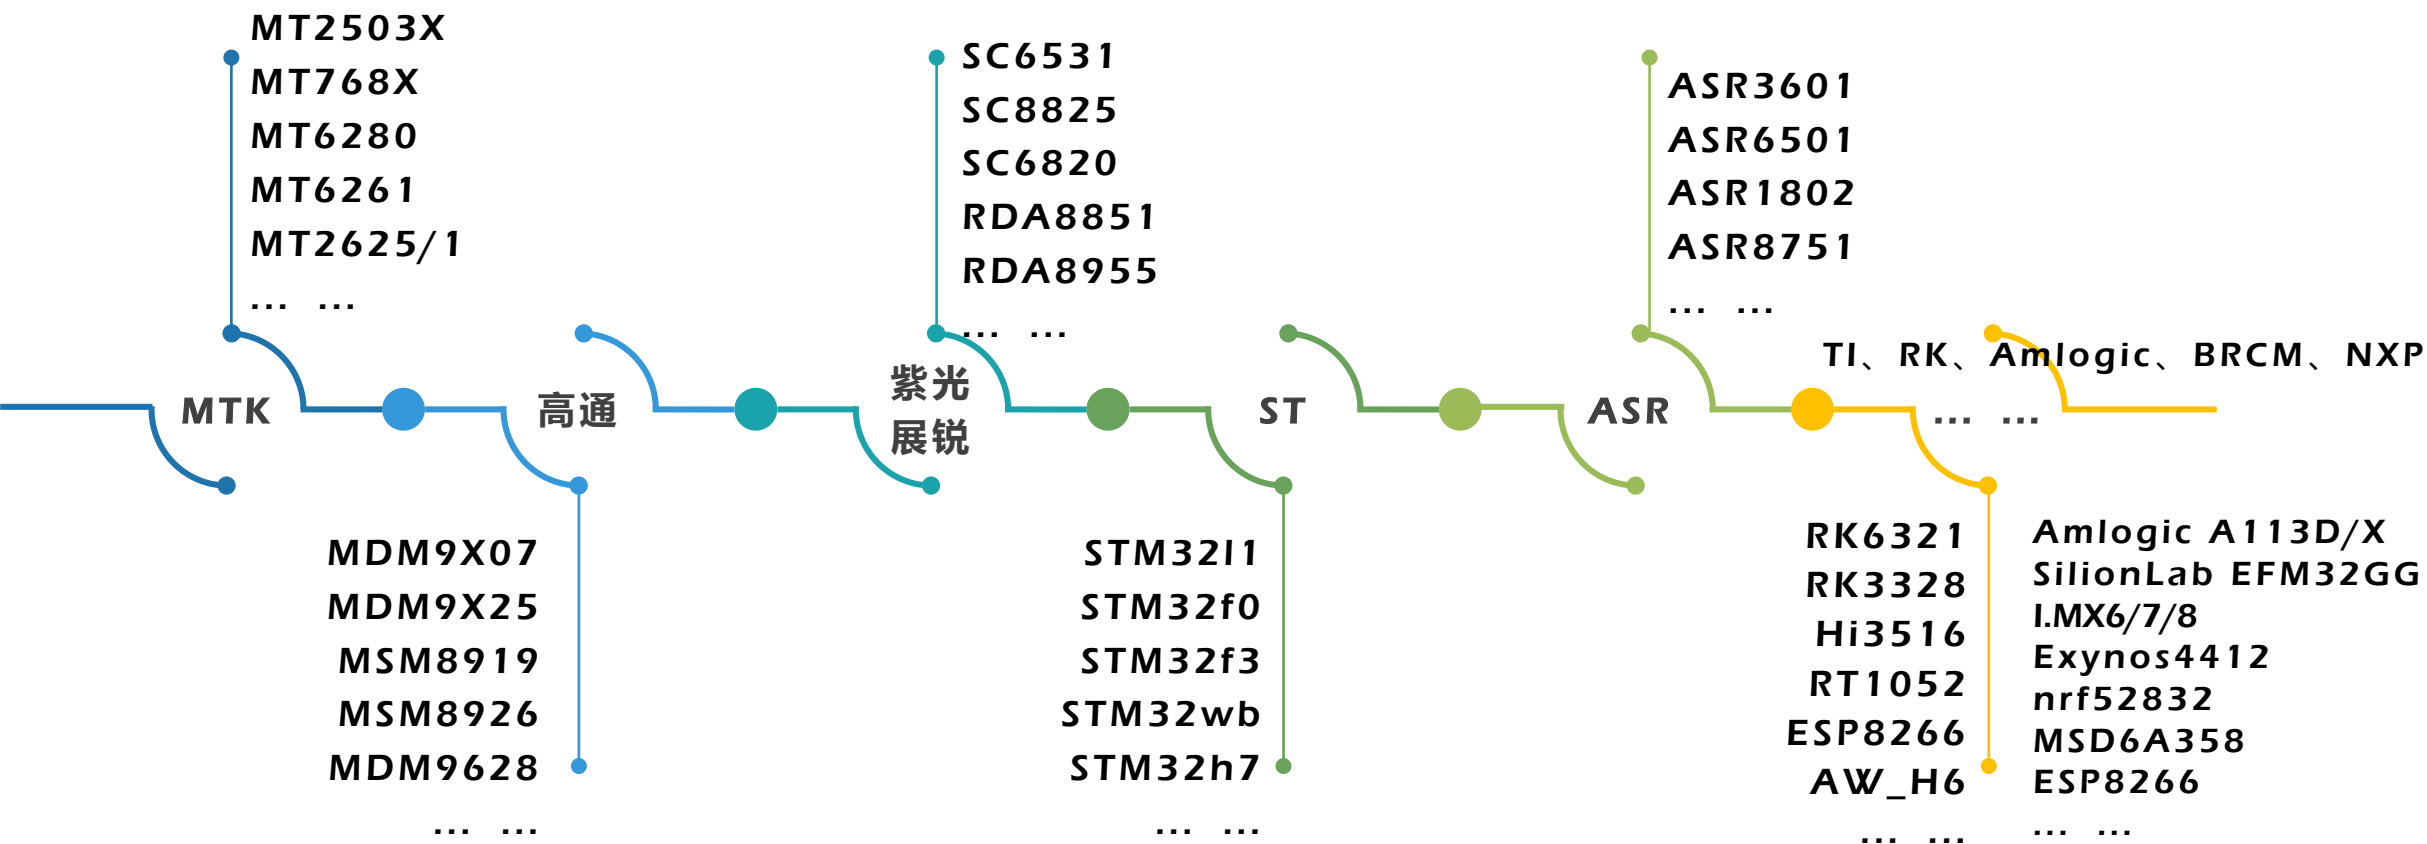 MT2503X
MT768X
MT6280
MT6261
MT2625/1
... ...
MTK
高通
MDM9X07
MDM9X25
MSM8919
MSM8926
MDM9628
... ...
SC6531
SC8825
SC6820
RDA8851
RDA8955
... ...
紫光
展锐
ST
STM32l1
STM32f0
STM32f3
STM32wb
STM32h7
... ...
ASR3601
ASR6501
ASR1802
ASR8751
... ...
ASR
TI、RK、Amlogic、BRCM、NXP
... ...
RK6321
RK3328
Hi3516
RT1052
ESP8266
AW_H6
... ...
Amlogic A113D/X
SilionLab EFM32GG
I.MX6/7/8
Exynos4412
nrf52832
MSD6A358
ESP8266
... ...